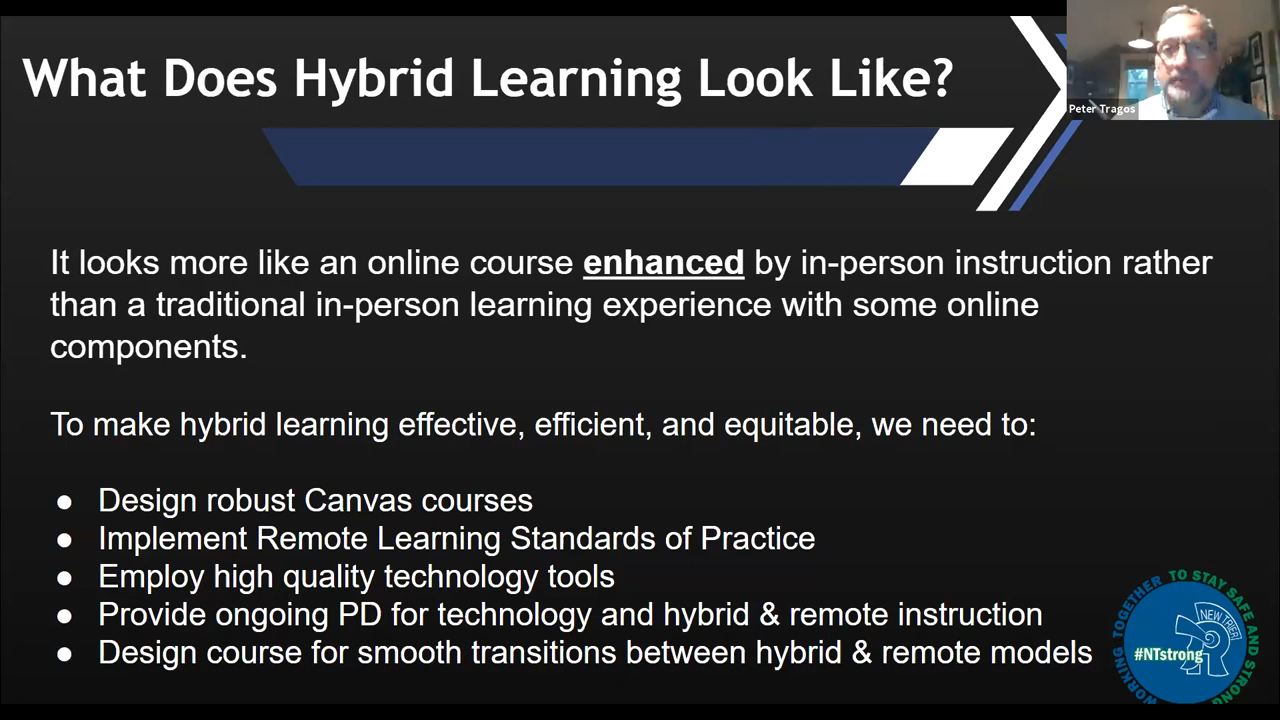 What Does Hybrid Learning Look Like?
Peter Tragos
It looks more like an online course enhanced by in-person instruction rather
than a traditional in-person learning experience with some online
components.
To make hybrid learning effective, efficient, and equitable, we need to:
● Design robust Canvas courses
● Implement Remote Learning Standards of Practice
● Employ high quality technology tools
● Provide ongoing PD for technology and hybrid & remote instruction
● Design course for smooth transitions between hybrid & remote models
WORKING TOGETHER TO STAY SAFE AND STRONG
NEW TRIER
#NTstrong